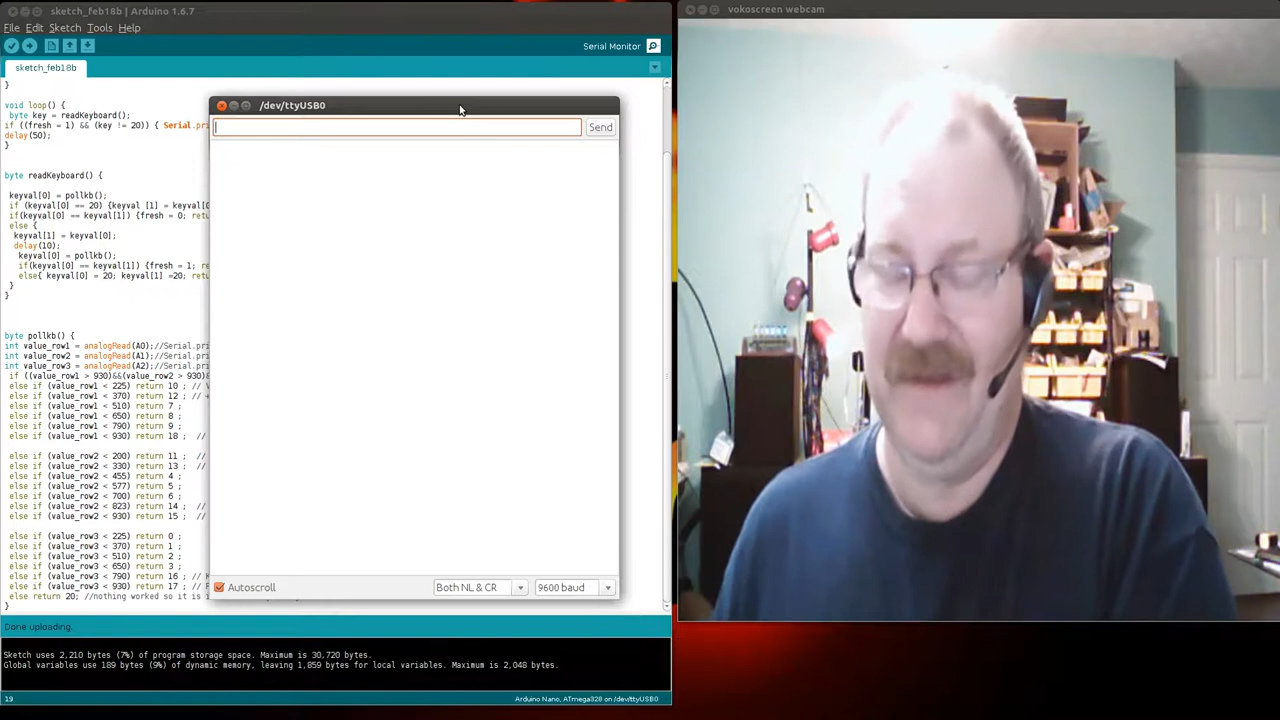 sketch_feb18b | Arduino 1.6.7
File Edit Sketch Tools Help
Serial Monitor
sketch_feb18b
}
void loop() {
byte key = readKeyboard();
if ((fresh = 1) && (key != 20)) { Serial.pri
delay(50);
}
byte readKeyboard() {
keyval[0] = pollkb();
if (keyval[0] == 20) {keyval [1] = keyval[0
if(keyval[0] == keyval[1]) {fresh = 0; retu
else {
keyval[1] = keyval[0];
delay(10);
keyval[0] = pollkb();
if(keyval[0] == keyval[1]) {fresh = 1; re
else{ keyval[0] = 20; keyval[1] =20; retu
}
}
byte pollkb() {
int value_row1 = analogRead(A0);//Serial.pri
int value_row2 = analogRead(A1);//Serial.pri
int value_row3 = analogRead(A2);//Serial.pri
if ((value_row1 > 930)&&(value_row2 > 930)&
else if (value_row1 < 225) return 10 ; // V
else if (value_row1 < 370) return 12 ; // +
else if (value_row1 < 510) return 7 ;
else if (value_row1 < 650) return 8 ;
else if (value_row1 < 790) return 9 ;
else if (value_row1 < 930) return 18 ; //
else if (value_row2 < 200) return 11 ; //
else if (value_row2 < 330) return 13 ; //
else if (value_row2 < 455) return 4 ;
else if (value_row2 < 577) return 5 ;
else if (value_row2 < 700) return 6 ;
else if (value_row2 < 823) return 14 ; //
else if (value_row2 < 930) return 15 ; //
else if (value_row3 < 225) return 0 ;
else if (value_row3 < 370) return 1 ;
else if (value_row3 < 510) return 2 ;
else if (value_row3 < 650) return 3 ;
else if (value_row3 < 790) return 16 ; //
else if (value_row3 < 930) return 17 ; //
else return 20; //nothing worked so it is i
}
/dev/ttyUSB0
Send
Autoscroll
Both NL & CR
9600 baud
Done uploading.
Sketch uses 2,210 bytes (7%) of program storage space. Maximum is 30,720 bytes.
Global variables use 189 bytes (9%) of dynamic memory, leaving 1,859 bytes for local variables. Maximum is 2,048 bytes.
19
Arduino Nano, ATmega328 on /dev/ttyUSB0
vokoscreen webcam